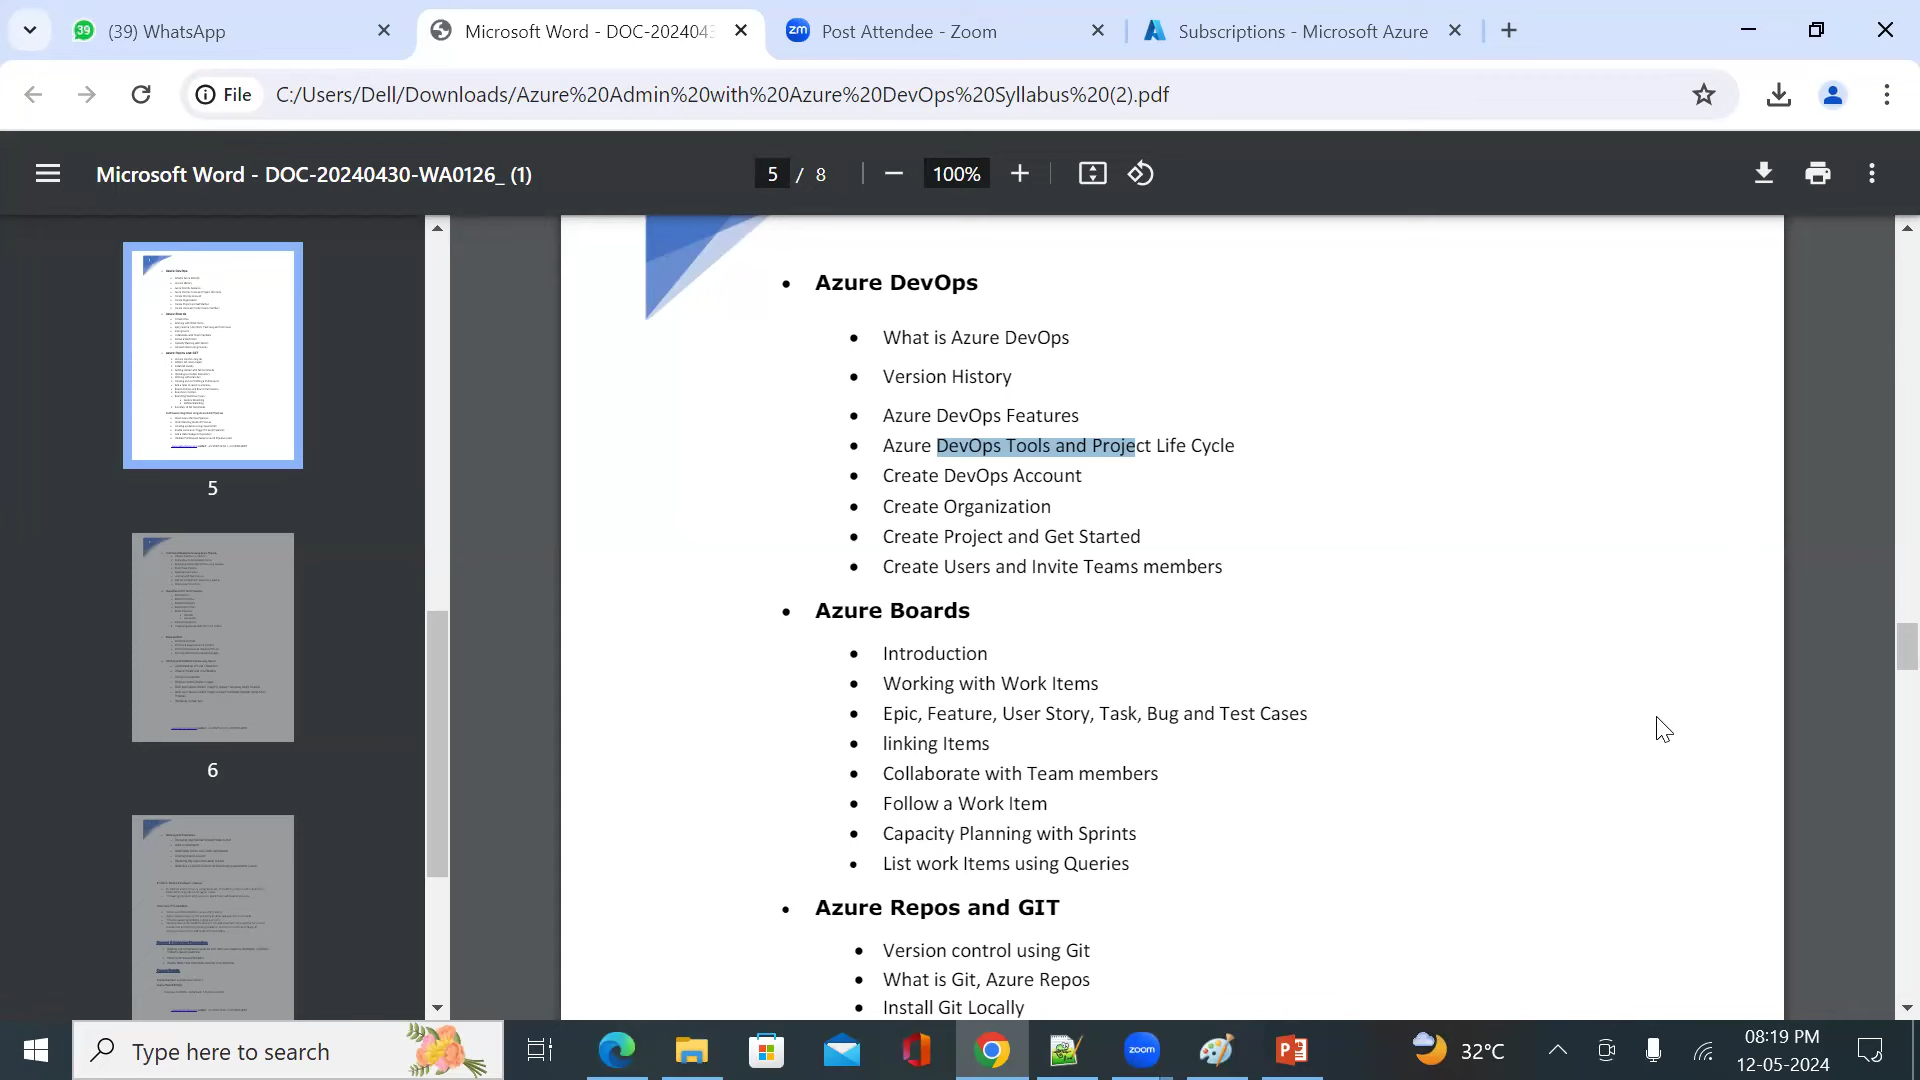 39
(39) WhatsApp
Microsoft Word - DOC-2024043
zm
Post Attendee - Zoom
Subscriptions - Microsoft Azure
File
C:/Users/Dell/Downloads/Azure%20Admin%20with%20Azure%20DevOps%20Syllabus%20(2).pdf
Microsoft Word - DOC-20240430-WA0126_ (1)
5 / 8
100%
5
6
• Azure DevOps
• What is Azure DevOps
• Version History
• Azure DevOps Features
• Azure DevOps Tools and Project Life Cycle
• Create DevOps Account
• Create Organization
• Create Project and Get Started
• Create Users and Invite Teams members
• Azure Boards
• Introduction
• Working with Work Items
• Epic, Feature, User Story, Task, Bug and Test Cases
• linking Items
• Collaborate with Team members
• Follow a Work Item
• Capacity Planning with Sprints
• List work Items using Queries
• Azure Repos and GIT
• Version control using Git
• What is Git, Azure Repos
• Install Git Locally
Type here to search
zoom
32°C
08:19 PM
12-05-2024